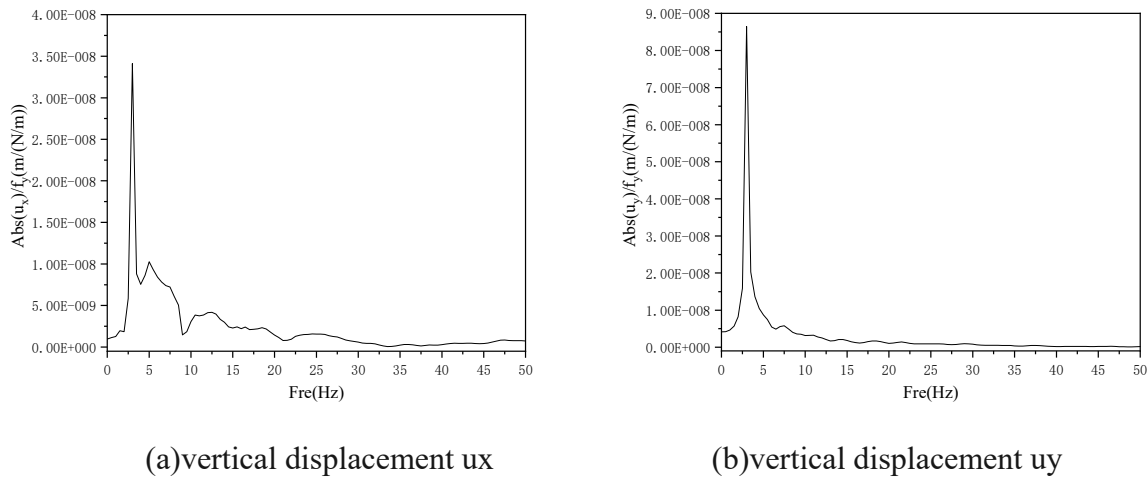 4.00E-008
3.50E-008
3.00E-008
2.50E-008
2.00E-008
1.50E-008
1.00E-008
5.00E-009
0.00E+000
Abs(u_x)/f_y(m/(N/m))
0 5 10 15 20 25 30 35 40 45 50
Fre(Hz)
(a)vertical displacement ux
9.00E-008
8.00E-008
7.00E-008
6.00E-008
5.00E-008
4.00E-008
3.00E-008
2.00E-008
1.00E-008
0.00E+000
Abs(u_y)/f_y(m/(N/m))
0 5 10 15 20 25 30 35 40 45 50
Fre(Hz)
(b)vertical displacement uy